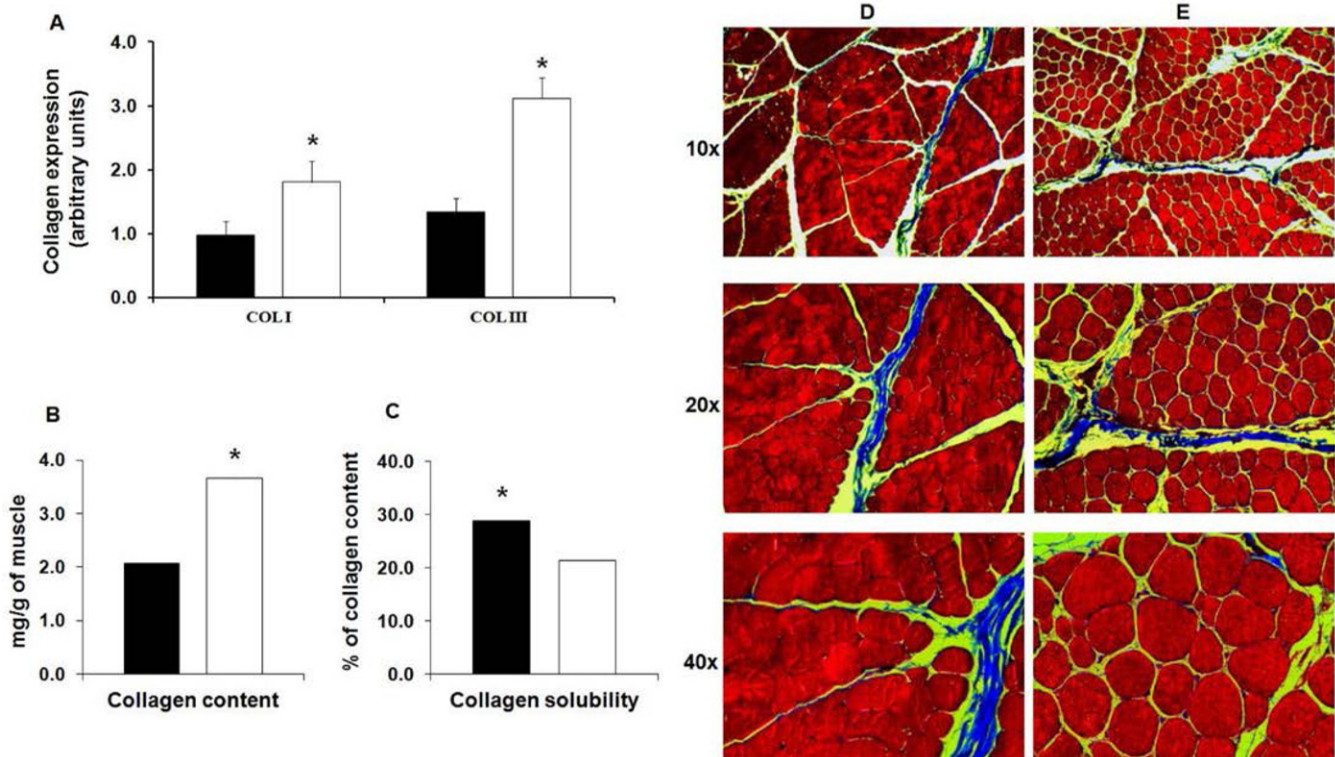 A
Collagen expression
(arbitrary units)
4.0
3.0
2.0
1.0
0.0
*
*
COL I
COL III
B
mg/g of muscle
4.0
3.0
2.0
1.0
0.0
*
Collagen content
C
% of collagen content
40.0
30.0
20.0
10.0
0.0
*
Collagen solubility
D
E
10x
20x
40x